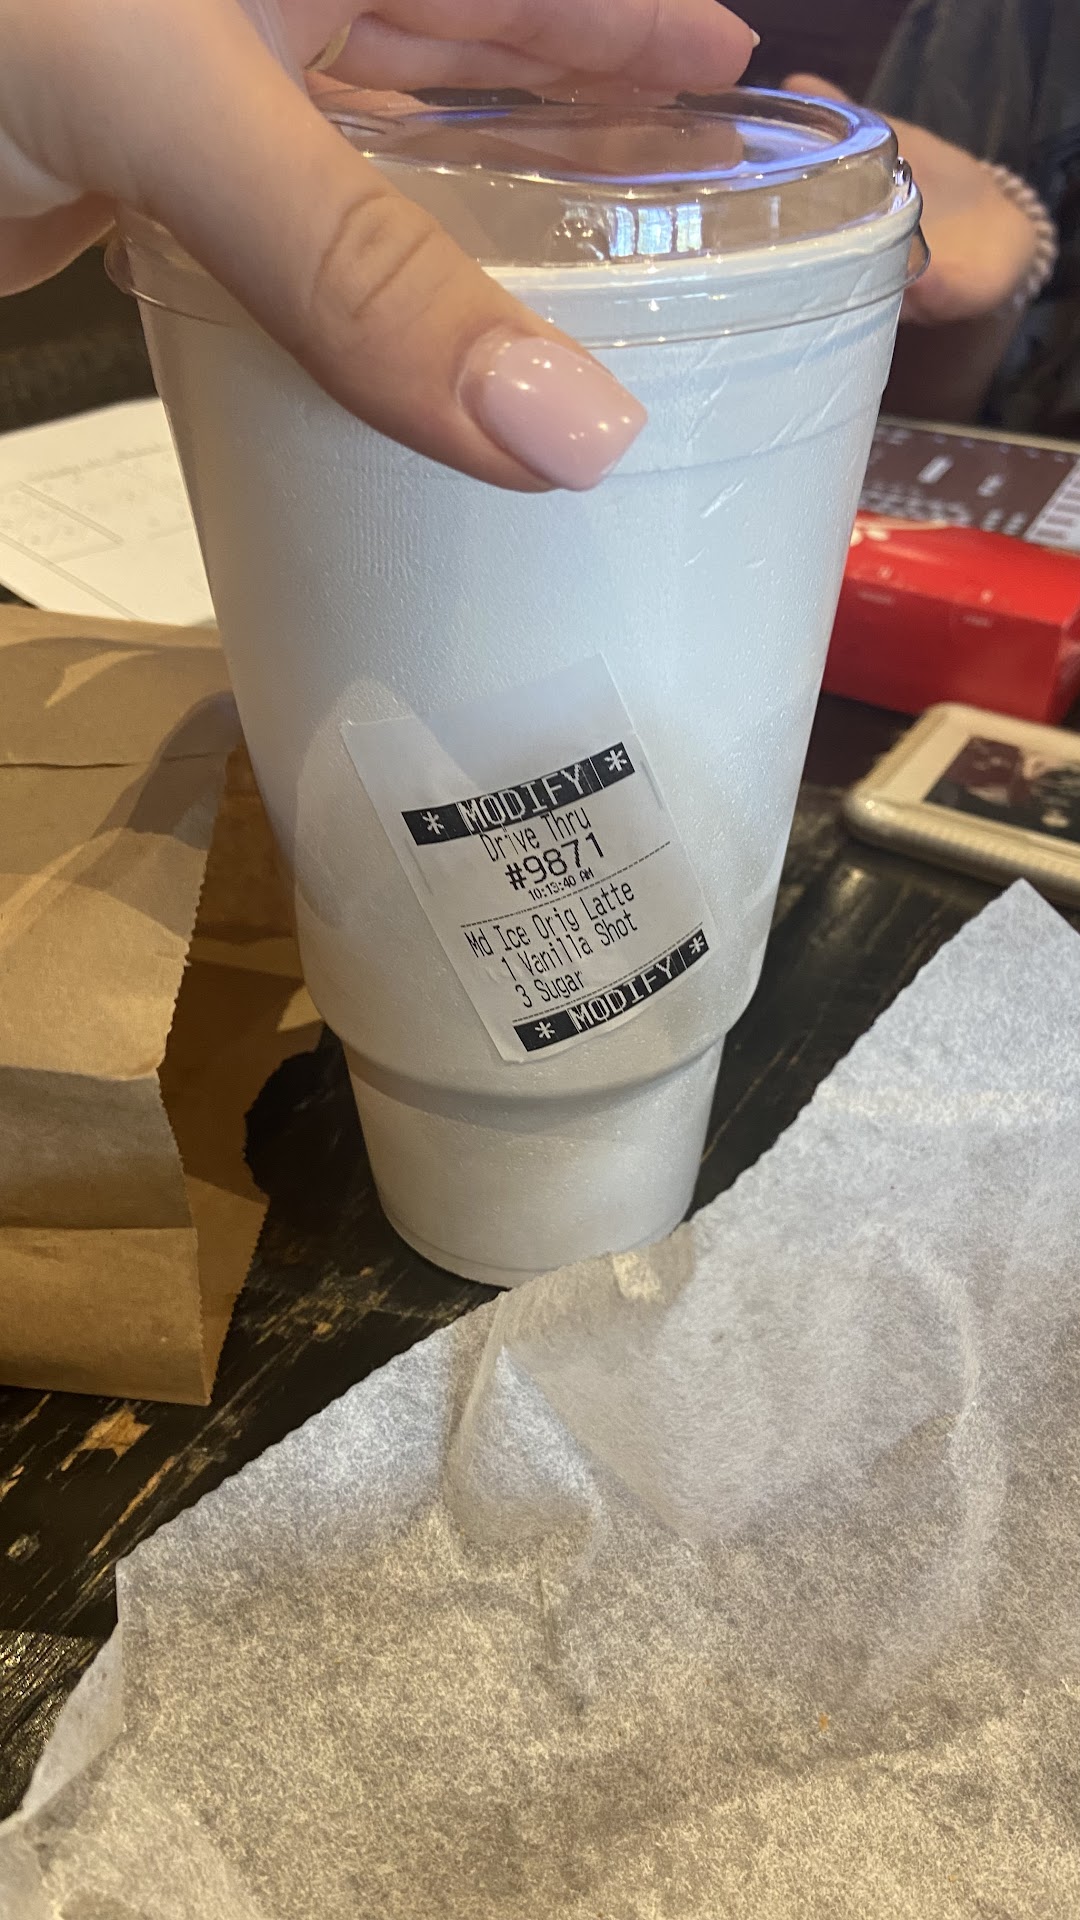 * MODIFY *
Drive Thru
#9871
10:13:40 AM
Md Ice Orig Latte
1 Vanilla Shot
3 Sugar
* MODIFY *